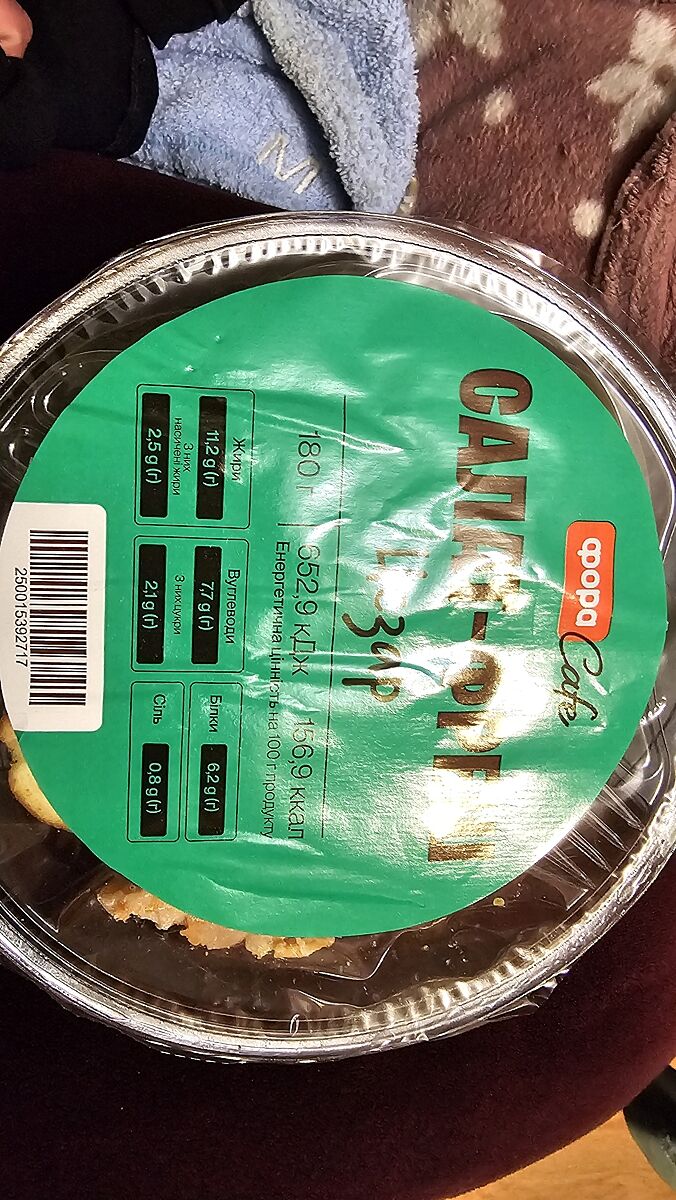 фора
Cafe
САЛАТ-ФРЕШ
Цезар
180 г | 652,9 кДж 156,9 ккал
Енергетична цінність на 100 г продукту
Жири
11,2 g (г)
З них
насичені жири
2,5 g (г)
Вуглеводи
7,7 g (г)
З них цукри
2,1 g (г)
Білки
6,2 g (г)
Сіль
0,8 g (г)
250015392717